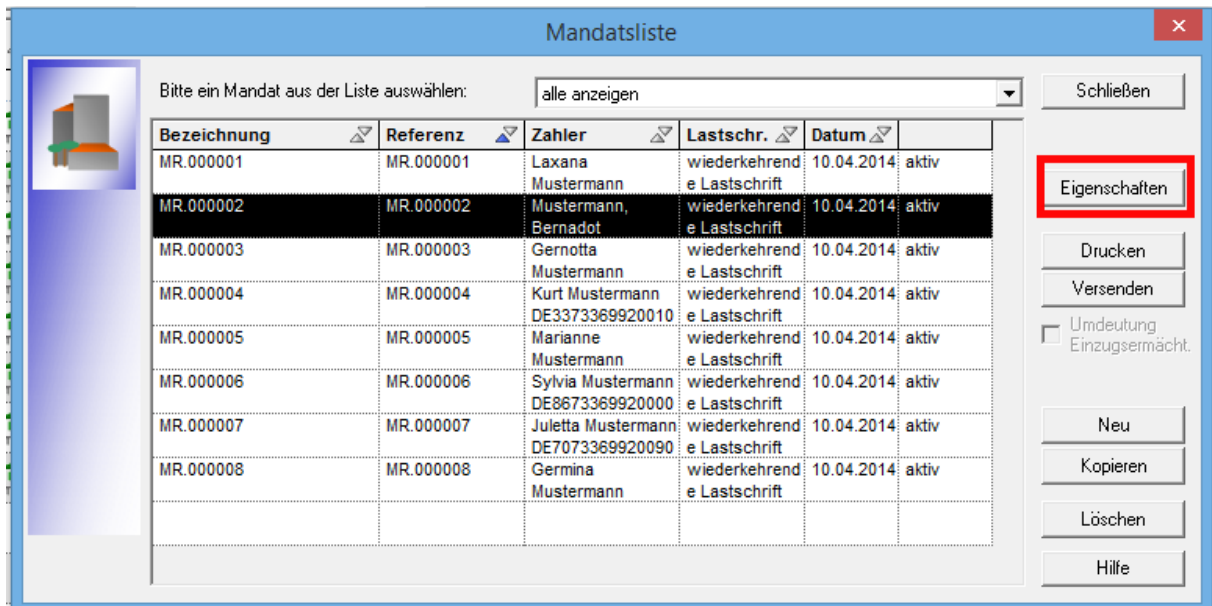 Mandatsliste
Bitte ein Mandat aus der Liste auswählen: alle anzeigen Schließen
Bezeichnung Referenz Zahler Lastschr. Datum
MR.000001 MR.000001 Laxana wiederkehrend 10.04.2014 aktiv
Mustermann e Lastschrift
Eigenschaften
MR.000002 MR.000002 Mustermann, wiederkehrend 10.04.2014 aktiv
Bernadot e Lastschrift
MR.000003 MR.000003 Gernotta wiederkehrend 10.04.2014 aktiv
Mustermann e Lastschrift
Drucken
MR.000004 MR.000004 Kurt Mustermann wiederkehrend 10.04.2014 aktiv
DE3373369920010 e Lastschrift
Versenden
MR.000005 MR.000005 Marianne wiederkehrend 10.04.2014 aktiv
Mustermann e Lastschrift
Umdeutung
Einzugsermächt.
MR.000006 MR.000006 Sylvia Mustermann wiederkehrend 10.04.2014 aktiv
DE8673369920000 e Lastschrift
MR.000007 MR.000007 Juletta Mustermann wiederkehrend 10.04.2014 aktiv
DE7073369920090 e Lastschrift
Neu
MR.000008 MR.000008 Germina wiederkehrend 10.04.2014 aktiv
Mustermann e Lastschrift
Kopieren
Löschen
Hilfe